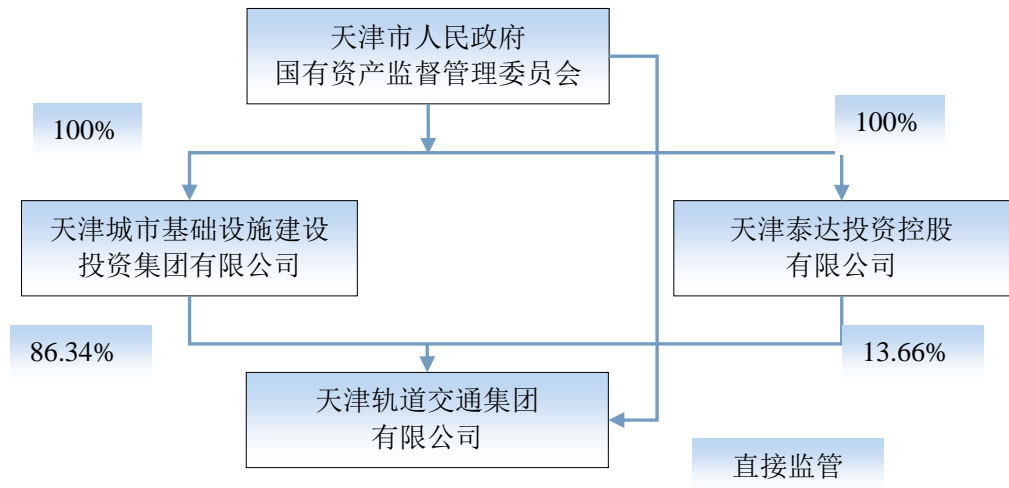 天津市人民政府
国有资产监督管理委员会
100%
100%
天津城市基础设施建设
投资集团有限公司
天津泰达投资控股
有限公司
86.34%
13.66%
天津轨道交通集团
有限公司
直接监管